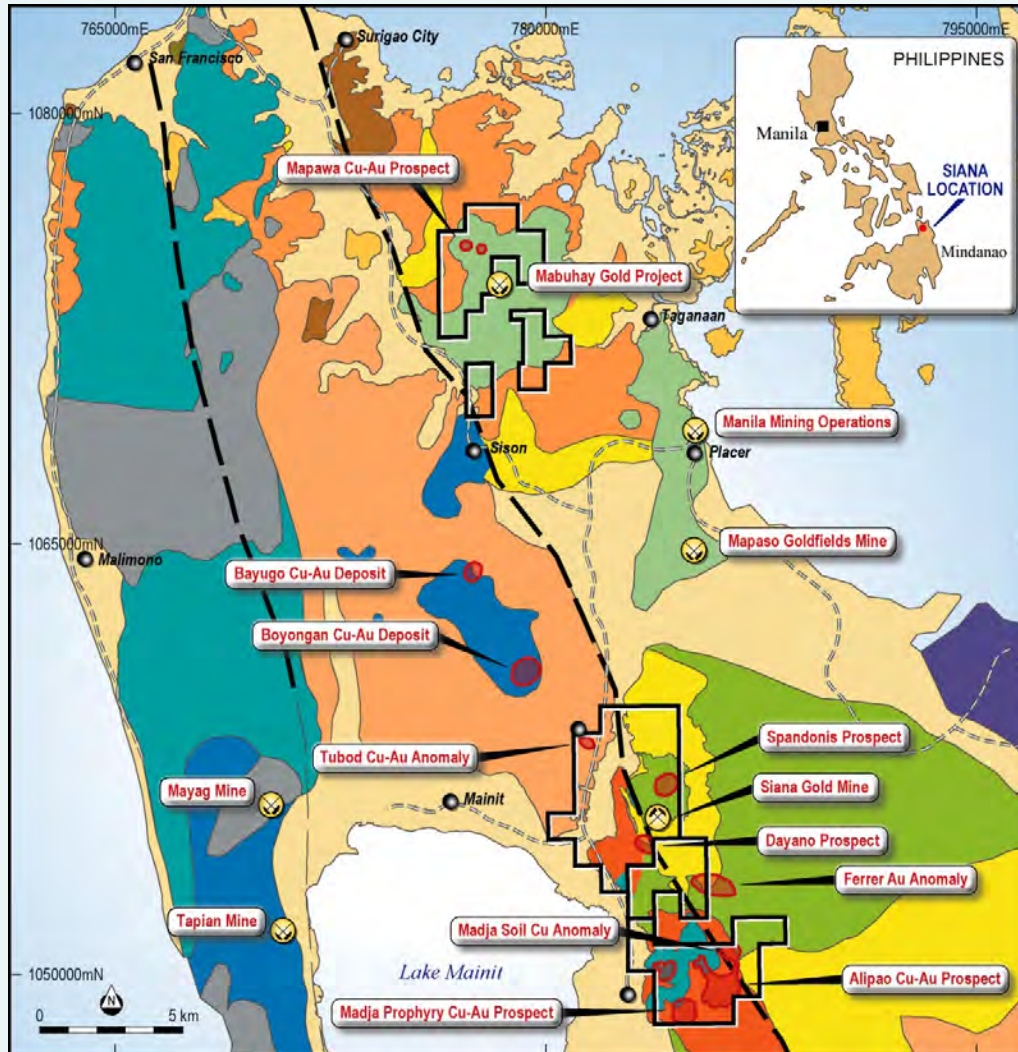 765000mE
780000mE
795000mE
Surigao City
San Francisco
PHILIPPINES
1080000mN
Manila
Mapawa Cu-Au Prospect
SIANA
LOCATION
Mindanao
Mabuhay Gold Project
Taganaan
Manila Mining Operations
Sison
Placer
1065000mN
Malimono
Mapaso Goldfields Mine
Bayugo Cu-Au Deposit
Boyongan Cu-Au Deposit
Spandonis Prospect
Tubod Cu-Au Anomaly
Mayag Mine
Mainit
Siana Gold Mine
Dayano Prospect
Ferrer Au Anomaly
Tapian Mine
Madja Soil Cu Anomaly
Lake Mainit
1050000mN
Alipao Cu-Au Prospect
N
Madja Prophyry Cu-Au Prospect
0 5 km